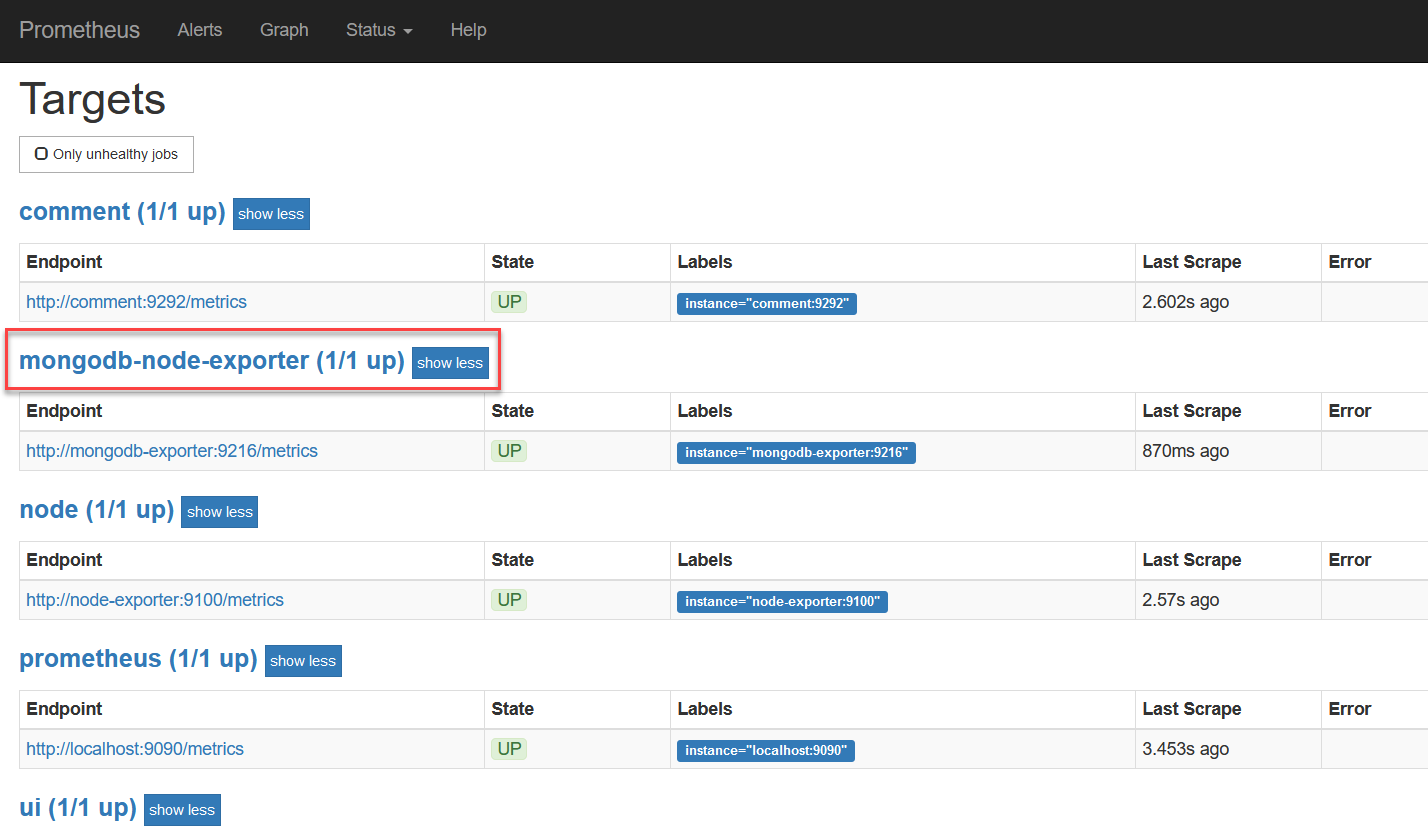 Prometheus Alerts Graph Status Help
Targets
Only unhealthy jobs
comment (1/1 up) show less
Endpoint State Labels Last Scrape Error
http://comment:9292/metrics UP instance="comment:9292" 2.602s ago
mongodb-node-exporter (1/1 up) show less
Endpoint State Labels Last Scrape Error
http://mongodb-exporter:9216/metrics UP instance="mongodb-exporter:9216" 870ms ago
node (1/1 up) show less
Endpoint State Labels Last Scrape Error
http://node-exporter:9100/metrics UP instance="node-exporter:9100" 2.57s ago
prometheus (1/1 up) show less
Endpoint State Labels Last Scrape Error
http://localhost:9090/metrics UP instance="localhost:9090" 3.453s ago
ui (1/1 up) show less